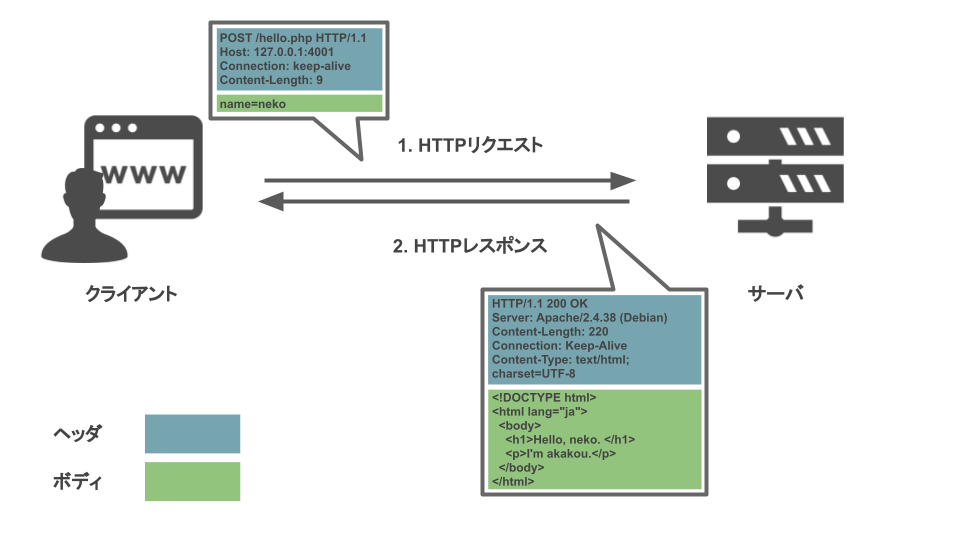 POST /hello.php HTTP/1.1
Host: 127.0.0.1:4001
Connection: keep-alive
Content-Length: 9
name=neko
WWW
1. HTTPリクエスト
2. HTTPレスポンス
クライアント
サーバ
HTTP/1.1 200 OK
Server: Apache/2.4.38 (Debian)
Content-Length: 220
Connection: Keep-Alive
Content-Type: text/html;
charset=UTF-8
<!DOCTYPE html>
<html lang="ja">
  <body>
    <h1>Hello, neko. </h1>
    <p>I'm akakou.</p>
  </body>
</html>
ヘッダ
ボディ